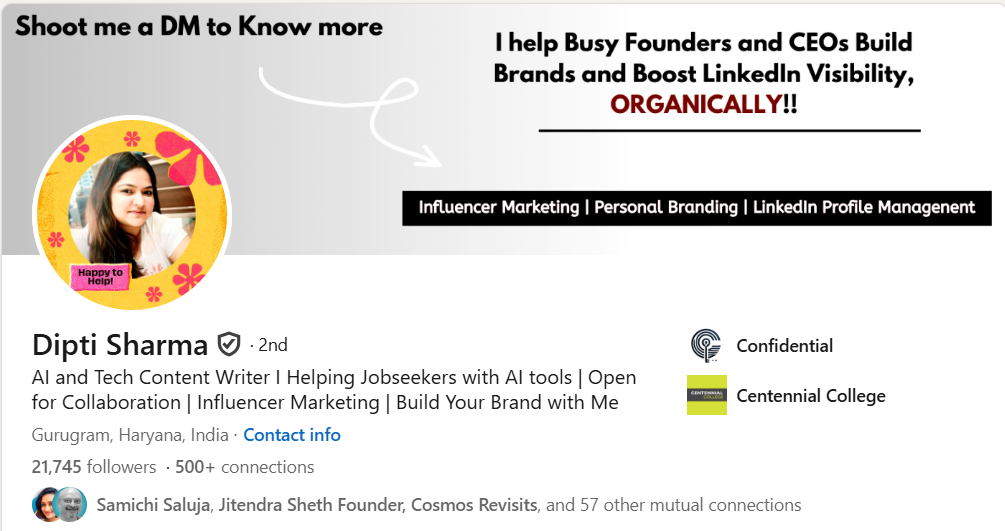 Shoot me a DM to Know more
I help Busy Founders and CEOs Build
Brands and Boost LinkedIn Visibility,
ORGANICALLY!!
Influencer Marketing | Personal Branding | LinkedIn Profile Managenent
Happy to
Help!
Dipti Sharma · 2nd
AI and Tech Content Writer I Helping Jobseekers with AI tools | Open
for Collaboration | Influencer Marketing | Build Your Brand with Me
Gurugram, Haryana, India · Contact info
21,745 followers · 500+ connections
Samichi Saluja, Jitendra Sheth Founder, Cosmos Revisits, and 57 other mutual connections
Confidential
CENTENNIAL
COLLEGE
Centennial College